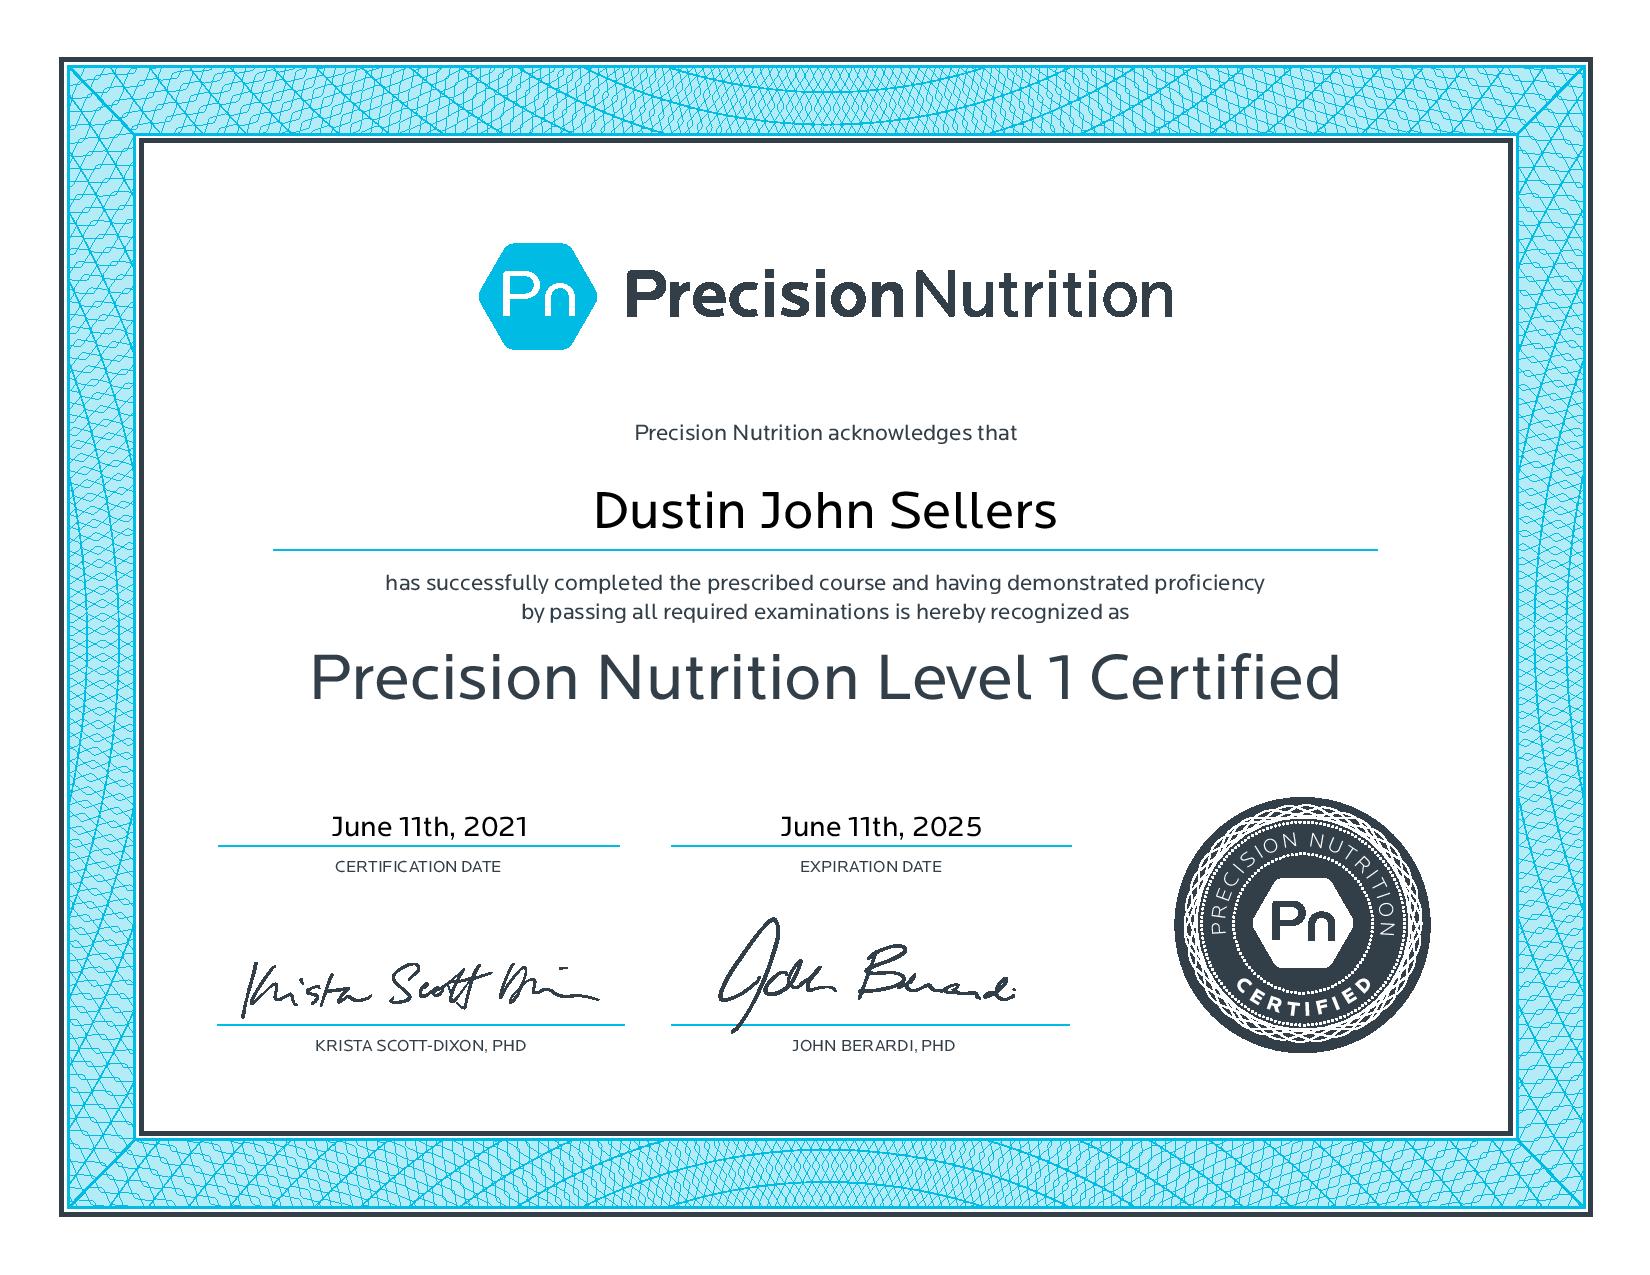 Pn PrecisionNutrition
Precision Nutrition acknowledges that
Dustin John Sellers
has successfully completed the prescribed course and having demonstrated proficiency
by passing all required examinations is hereby recognized as
Precision Nutrition Level 1 Certified
June 11th, 2021
CERTIFICATION DATE
June 11th, 2025
EXPIRATION DATE
Krista Scott Dixon
KRISTA SCOTT-DIXON, PHD
John Berardi
JOHN BERARDI, PHD
PRECISION NUTRITION
Pn
CERTIFIED